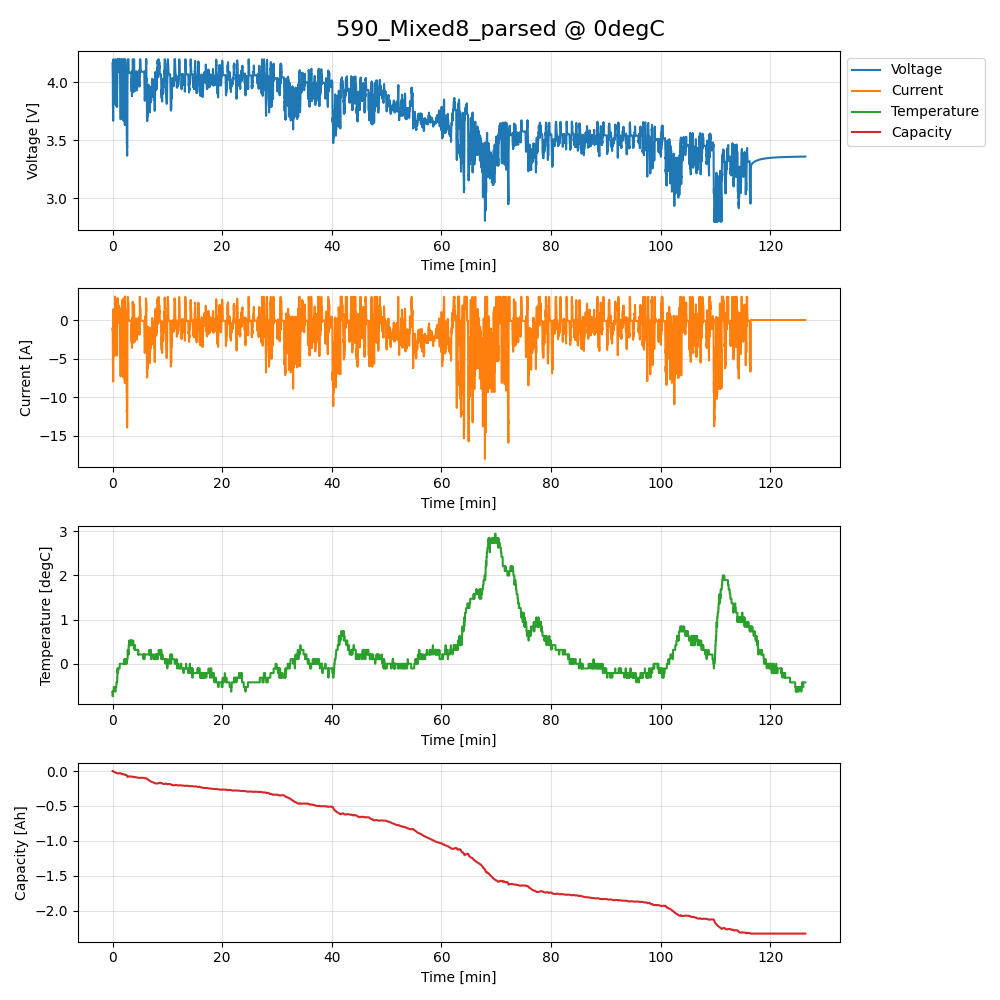 590_Mixed8_parsed @ 0degC
Voltage
Current
Temperature
Capacity
Voltage [V]
4.0
3.5
3.0
0 20 40 60 80 100 120
Time [min]
Current [A]
0
−5
−10
−15
0 20 40 60 80 100 120
Time [min]
Temperature [degC]
3
2
1
0
0 20 40 60 80 100 120
Time [min]
Capacity [Ah]
0.0
−0.5
−1.0
−1.5
−2.0
0 20 40 60 80 100 120
Time [min]